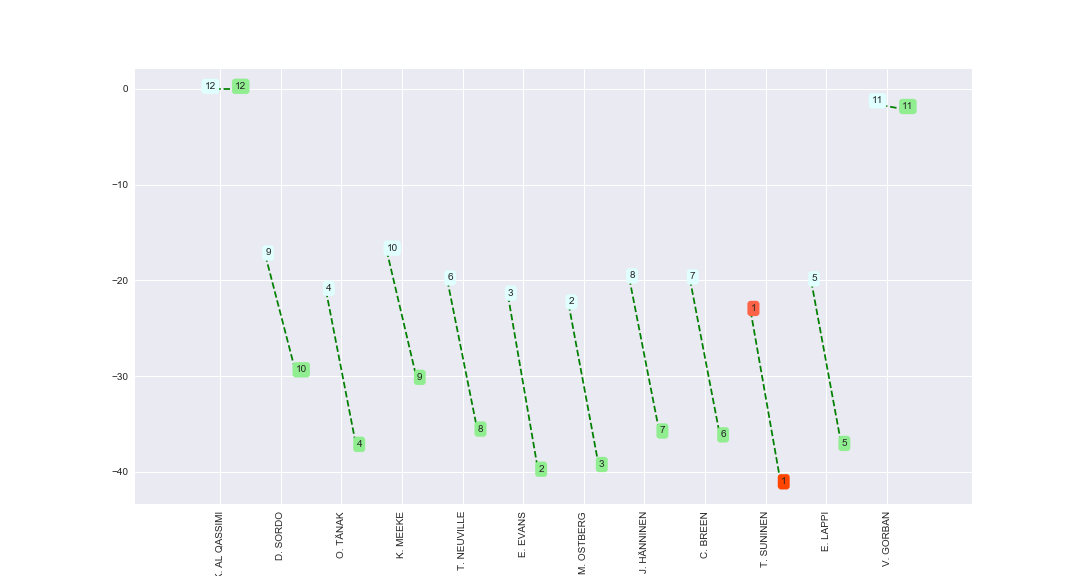 0
−10
−20
−30
−40
12 12
11 11
10
9
6
7
8
5
4
3
2
1
10
9
8
7
6
5
4
3
2
1
K. AL QASSIMI
D. SORDO
O. TÄNAK
K. MEEKE
T. NEUVILLE
E. EVANS
M. OSTBERG
J. HANNINEN
C. BREEN
T. SUNINEN
E. LAPPI
V. GORBAN